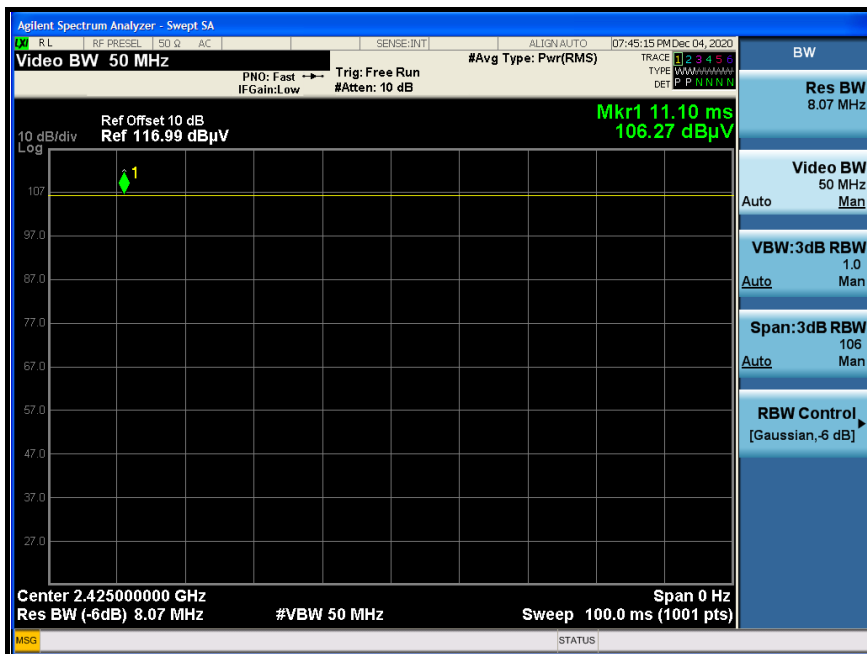 Agilent Spectrum Analyzer - Swept SA
LXI RL RF PRESEL 50 Ω AC SENSE:INT ALIGN AUTO 07:45:15 PM Dec 04, 2020
Video BW 50 MHz #Avg Type: Pwr(RMS) TRACE 1 2 3 4 5 6
PNO: Fast Trig: Free Run TYPE
IFGain:Low #Atten: 10 dB DET P P N N N N
Mkr1 11.10 ms
106.27 dBµV
Ref Offset 10 dB
10 dB/div Ref 116.99 dBµV
Log
1
107
97.0
87.0
77.0
67.0
57.0
47.0
37.0
27.0
Center 2.425000000 GHz Span 0 Hz
Res BW (-6dB) 8.07 MHz #VBW 50 MHz Sweep 100.0 ms (1001 pts)
MSG STATUS
BW
Res BW
8.07 MHz
Video BW
50 MHz
Auto Man
VBW:3dB RBW
1.0
Auto Man
Span:3dB RBW
106
Auto Man
RBW Control
[Gaussian,-6 dB]